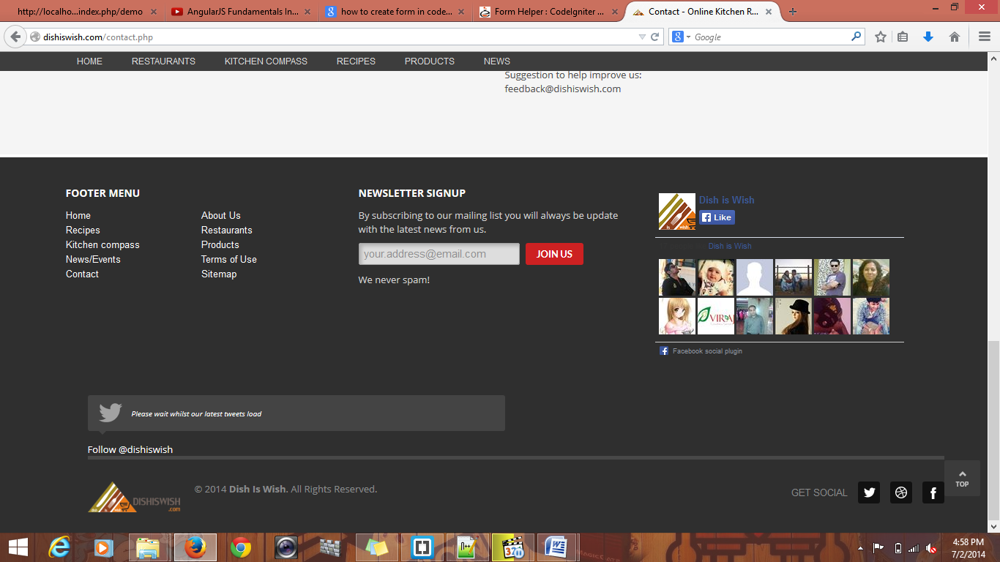 http://localho...index.php/demo
AngularJS Fundamentals In...
how to create form in code...
Form Helper : CodeIgniter ...
Contact - Online Kitchen R...
dishiswish.com/contact.php
Google
HOME
RESTAURANTS
KITCHEN COMPASS
RECIPES
PRODUCTS
NEWS
Suggestion to help improve us:
feedback@dishiswish.com
FOOTER MENU
Home
Recipes
Kitchen compass
News/Events
Contact
About Us
Restaurants
Products
Terms of Use
Sitemap
NEWSLETTER SIGNUP
By subscribing to our mailing list you will always be update
with the latest news from us.
your.address@email.com
JOIN US
We never spam!
Dish is Wish
Like
Dish is Wish
VIRAJ
Facebook social plugin
Please wait whilst our latest tweets load
Follow @dishiswish
DISHISWISH
.com
© 2014 Dish Is Wish. All Rights Reserved.
GET SOCIAL
TOP
4:58 PM
7/2/2014